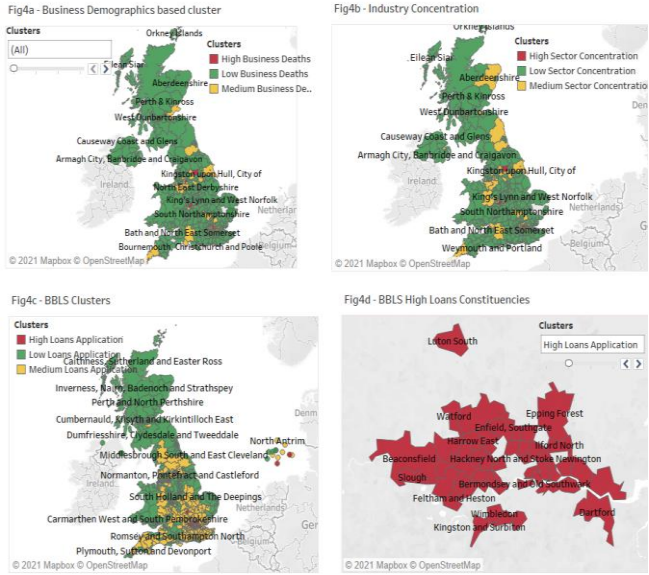 Fig4a - Business Demographics based cluster
Clusters
(All)
Orkney Islands
Clusters
High Business Deaths
Low Business Deaths
Medium Business De..
Eilean Siar
Aberdeenshire
Perth & Kinross
West Dunbartonshire
Causeway Coast and Glens
Armagh City, Banbridge and Craigavon
Ireland
Kingston upon Hull, City of
North East Derbyshire
King's Lynn and West Norfolk
South Northamptonshire
Netherlan
Bath and North East Somerset
Belgium
Bournemouth, Christchurch and Poole
© 2021 Mapbox © OpenStreetMap
Fig4b - Industry Concentration
Orkney Islands
Clusters
High Sector Concentration
Low Sector Concentration
Medium Sector Concentration
Eilean Siar
Aberdeenshire
Perth & Kinross
Den
West Dunbartonshire
Causeway Coast and Glens
Armagh City, Banbridge and Craigavon
Ireland
Kingston upon Hull, City of
King's Lynn and West Norfolk
South Northamptonshire
Netherlands
Bath and North East Somerset
Belgium
Weymouth and Portland
© 2021 Mapbox © OpenStreetMap
Fig4c - BBLS Clusters
Clusters
High Loans Application
Low Loans Application
Medium Loans Application
Caithness, Sutherland and Easter Ross
Inverness, Nairn, Badenoch and Strathspey
Perth and North Perthshire
Cumbernauld, Kilsyth and Kirkintilloch East
Denm
Dumfriesshire, Clydesdale and Tweeddale
North Antrim
Middlesbrough South and East Cleveland
Normanton, Pontefract and Castleford
Ireland
South Holland and The Deepings
Netherlands
Carmarthen West and South Pembrokeshire
Ger
Romsey and Southampton North
Belgium
Plymouth, Sutton and Devonport
© 2021 Mapbox © OpenStreetMap
Fig4d - BBLS High Loans Constituencies
Clusters
High Loans Application
Luton South
Watford
Epping Forest
Enfield, Southgate
Harrow East
Ilford North
Beaconsfield
Hackney North and Stoke Newington
Slough
Bermondsey and Old Southwark
Feltham and Heston
Wimbledon
Dartford
Kingston and Surbiton
© 2021 Mapbox © OpenStreetMap